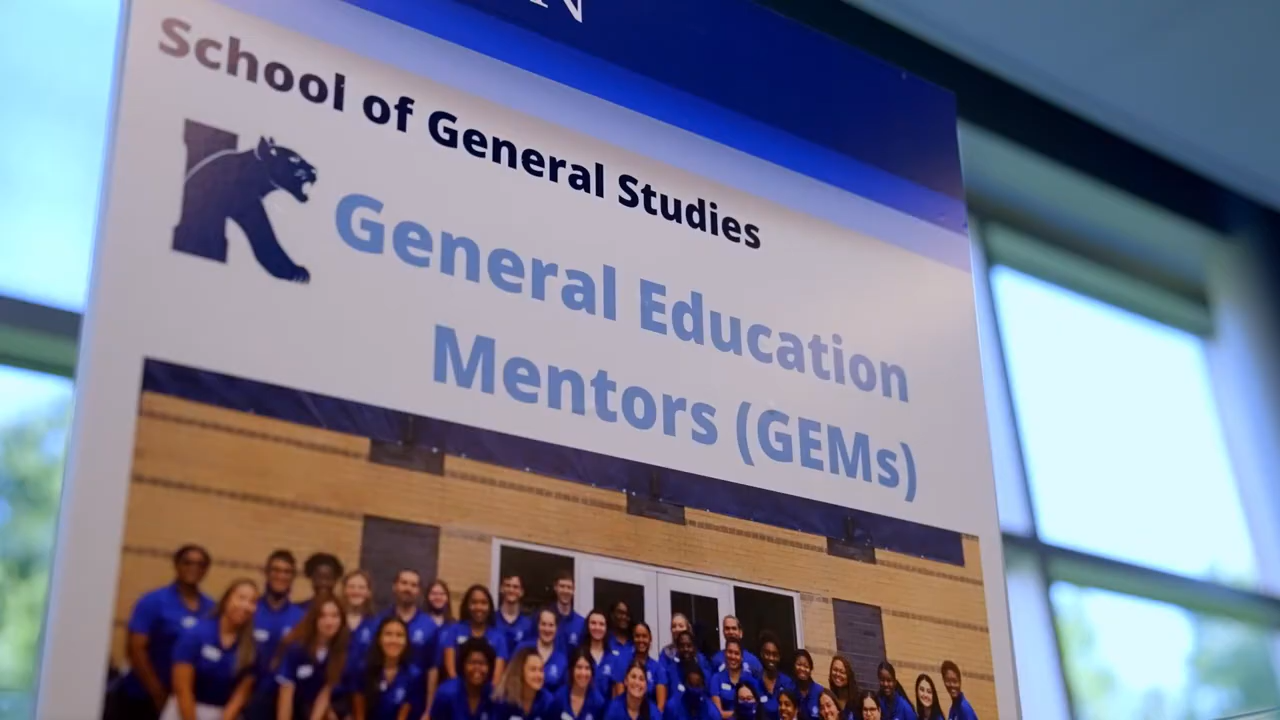 School of General Studies
K
General Education
Mentors (GEMs)